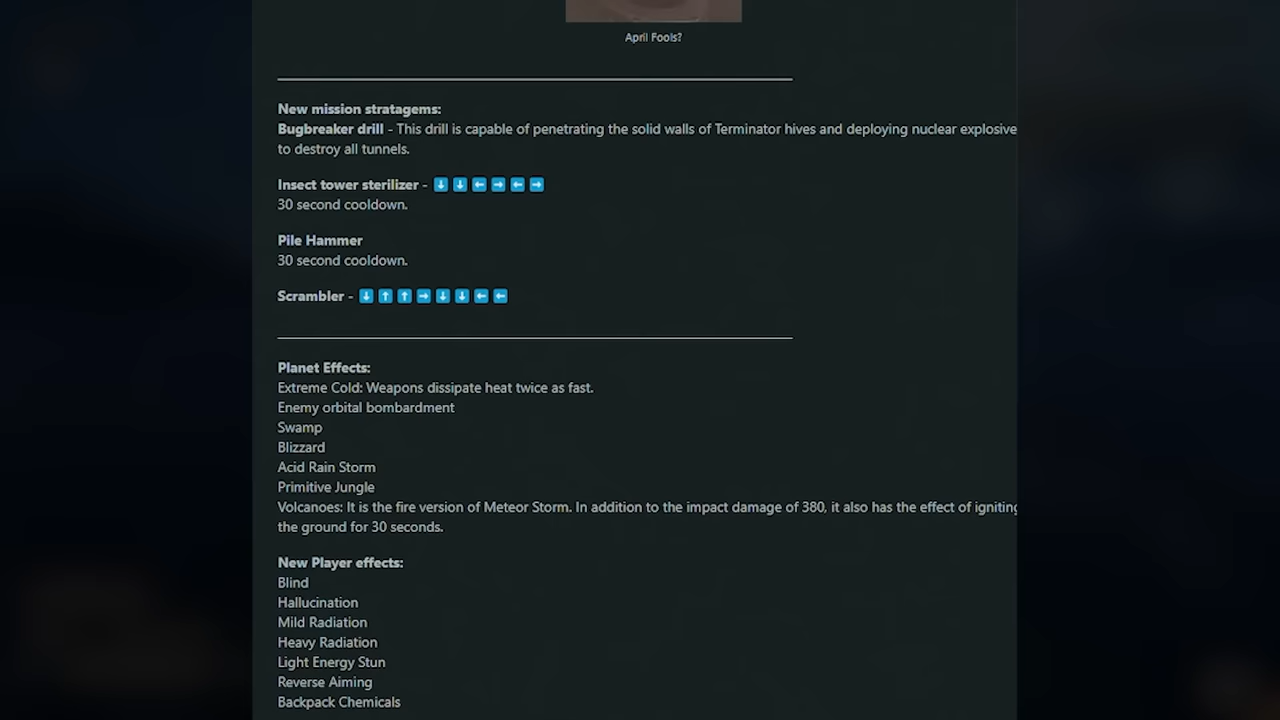 April Fools?
New mission stratagems:
Bugbreaker drill - This drill is capable of penetrating the solid walls of Terminator hives and deploying nuclear explosive
to destroy all tunnels.
Insect tower sterilizer - ⬇⬇⬅➡⬅➡
30 second cooldown.
Pile Hammer
30 second cooldown.
Scrambler - ⬇⬆⬆➡⬇⬇⬅⬅
Planet Effects:
Extreme Cold: Weapons dissipate heat twice as fast.
Enemy orbital bombardment
Swamp
Blizzard
Acid Rain Storm
Primitive Jungle
Volcanoes: It is the fire version of Meteor Storm. In addition to the impact damage of 380, it also has the effect of igniting
the ground for 30 seconds.
New Player effects:
Blind
Hallucination
Mild Radiation
Heavy Radiation
Light Energy Stun
Reverse Aiming
Backpack Chemicals